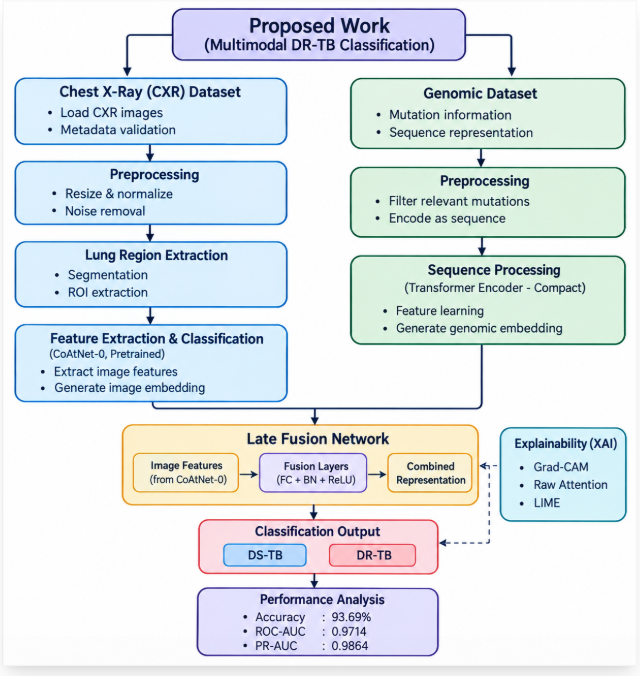 Proposed Work
(Multimodal DR-TB Classification)
Chest X-Ray (CXR) Dataset
• Load CXR images
• Metadata validation
Preprocessing
• Resize & normalize
• Noise removal
Lung Region Extraction
• Segmentation
• ROI extraction
Feature Extraction & Classification
(CoAtNet-0, Pretrained)
• Extract image features
• Generate image embedding
Genomic Dataset
• Mutation information
• Sequence representation
Preprocessing
• Filter relevant mutations
• Encode as sequence
Sequence Processing
(Transformer Encoder - Compact)
• Feature learning
• Generate genomic embedding
Late Fusion Network
Image Features
(from CoAtNet-0)
Fusion Layers
(FC + BN + ReLU)
Combined
Representation
Explainability (XAI)
• Grad-CAM
• Raw Attention
• LIME
Classification Output
DS-TB
DR-TB
Performance Analysis
• Accuracy : 93.69%
• ROC-AUC : 0.9714
• PR-AUC : 0.9864